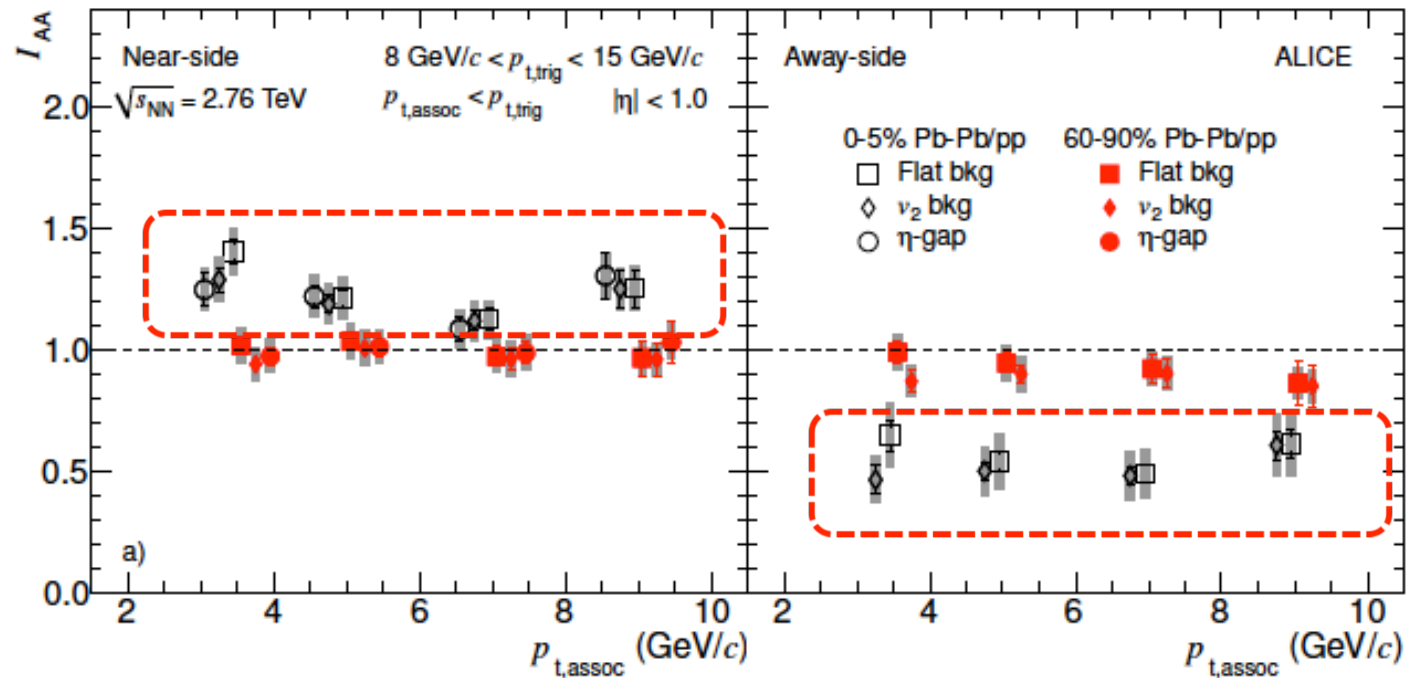 I_AA
Near-side
8 GeV/c < p_t,trig < 15 GeV/c
√s_NN = 2.76 TeV
p_t,assoc < p_t,trig
|η| < 1.0
2.0
1.5
1.0
0.5
0.0
a)
2 4 6 8 10
p_t,assoc (GeV/c)
Away-side
ALICE
0-5% Pb-Pb/pp
60-90% Pb-Pb/pp
Flat bkg
Flat bkg
v₂ bkg
v₂ bkg
η-gap
η-gap
2 4 6 8 10
p_t,assoc (GeV/c)